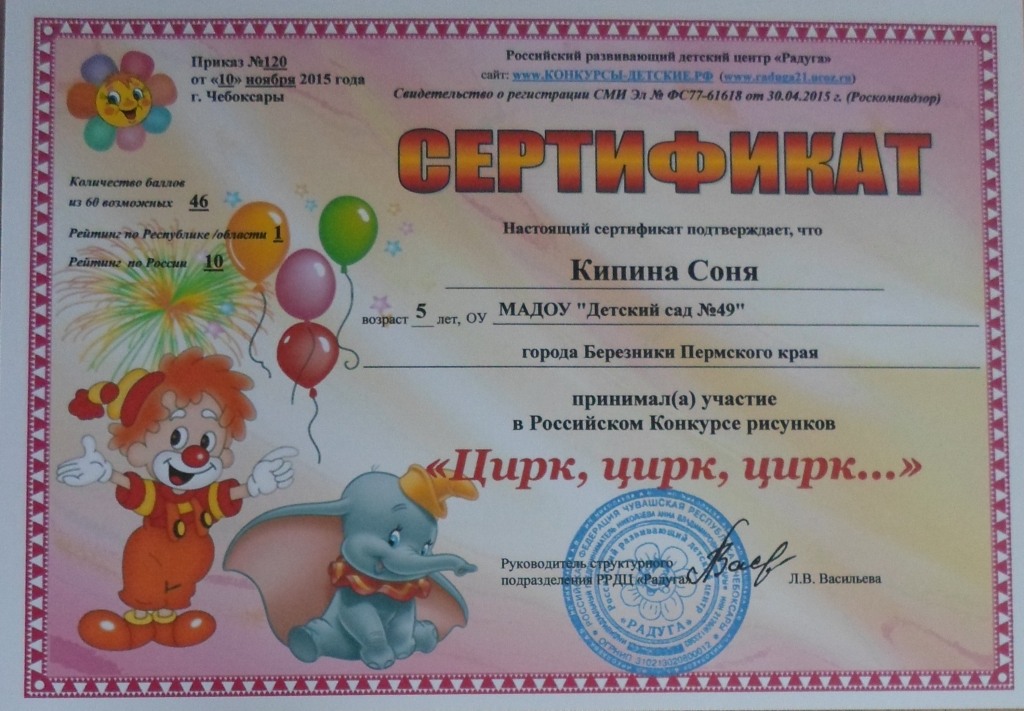 Приказ №120
от «10» ноября 2015 года
г. Чебоксары
Российский развивающий детский центр «Радуга»
сайт: www.КОНКУРСЫ-ДЕТСКИЕ.РФ (www.raduga21.ucoz.ru)
Свидетельство о регистрации СМИ Эл № ФС77-61618 от 30.04.2015 г. (Роскомнадзор)
СЕРТИФИКАТ
Количество баллов
из 60 возможных 46
Рейтинг по Республике /области 1
Рейтинг по России 10
Настоящий сертификат подтверждает, что
Кипина Соня
возраст 5 лет, ОУ МАДОУ "Детский сад №49"
города Березники Пермского края
принимал(а) участие
в Российском Конкурсе рисунков
«Цирк, цирк, цирк...»
Руководитель структурного
подразделения РРДЦ «Радуга» Л.В. Васильева
ФЕДЕРАЦИЯ ЧУВАШСКАЯ РЕСПУБЛИКА
«РАДУГА»